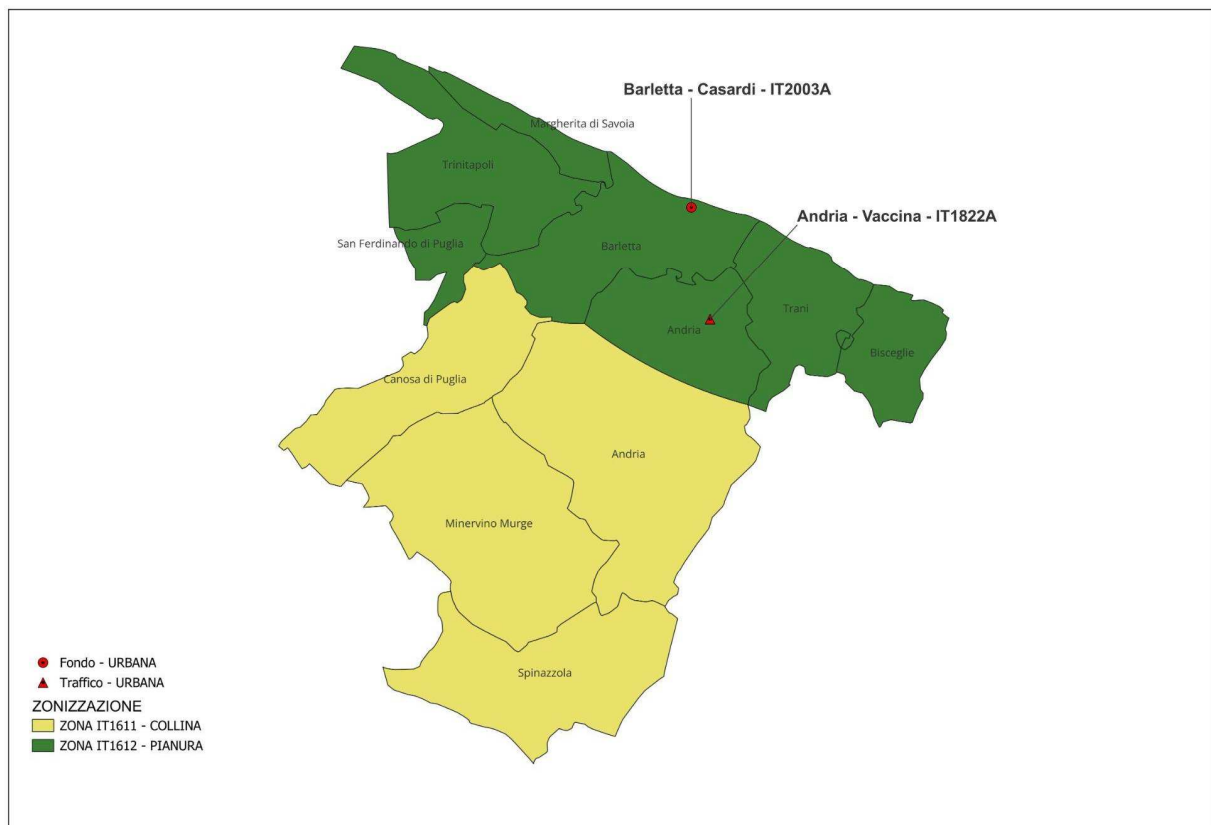 Barletta - Casardi - IT2003A
Margherita di Savoia
Trinitapoli
Andria - Vaccina - IT1822A
San Ferdinando di Puglia
Barletta
Trani
Andria
Bisceglie
Canosa di Puglia
Andria
Minervino Murge
Spinazzola
Fondo - URBANA
Traffico - URBANA
ZONIZZAZIONE
ZONA IT1611 - COLLINA
ZONA IT1612 - PIANURA